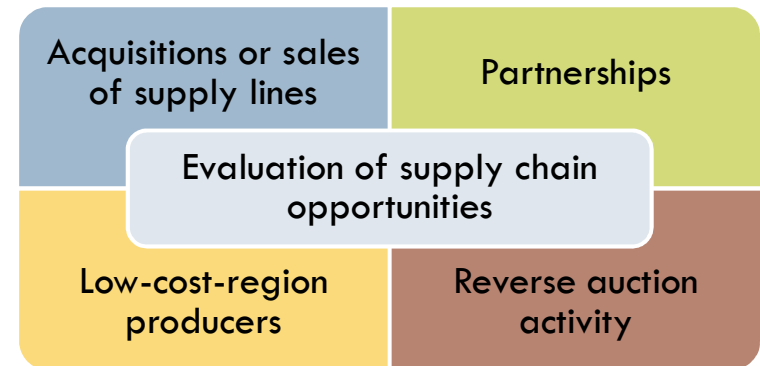 Acquisitions or sales
of supply lines
Partnerships
Evaluation of supply chain
opportunities
Low-cost-region
producers
Reverse auction
activity